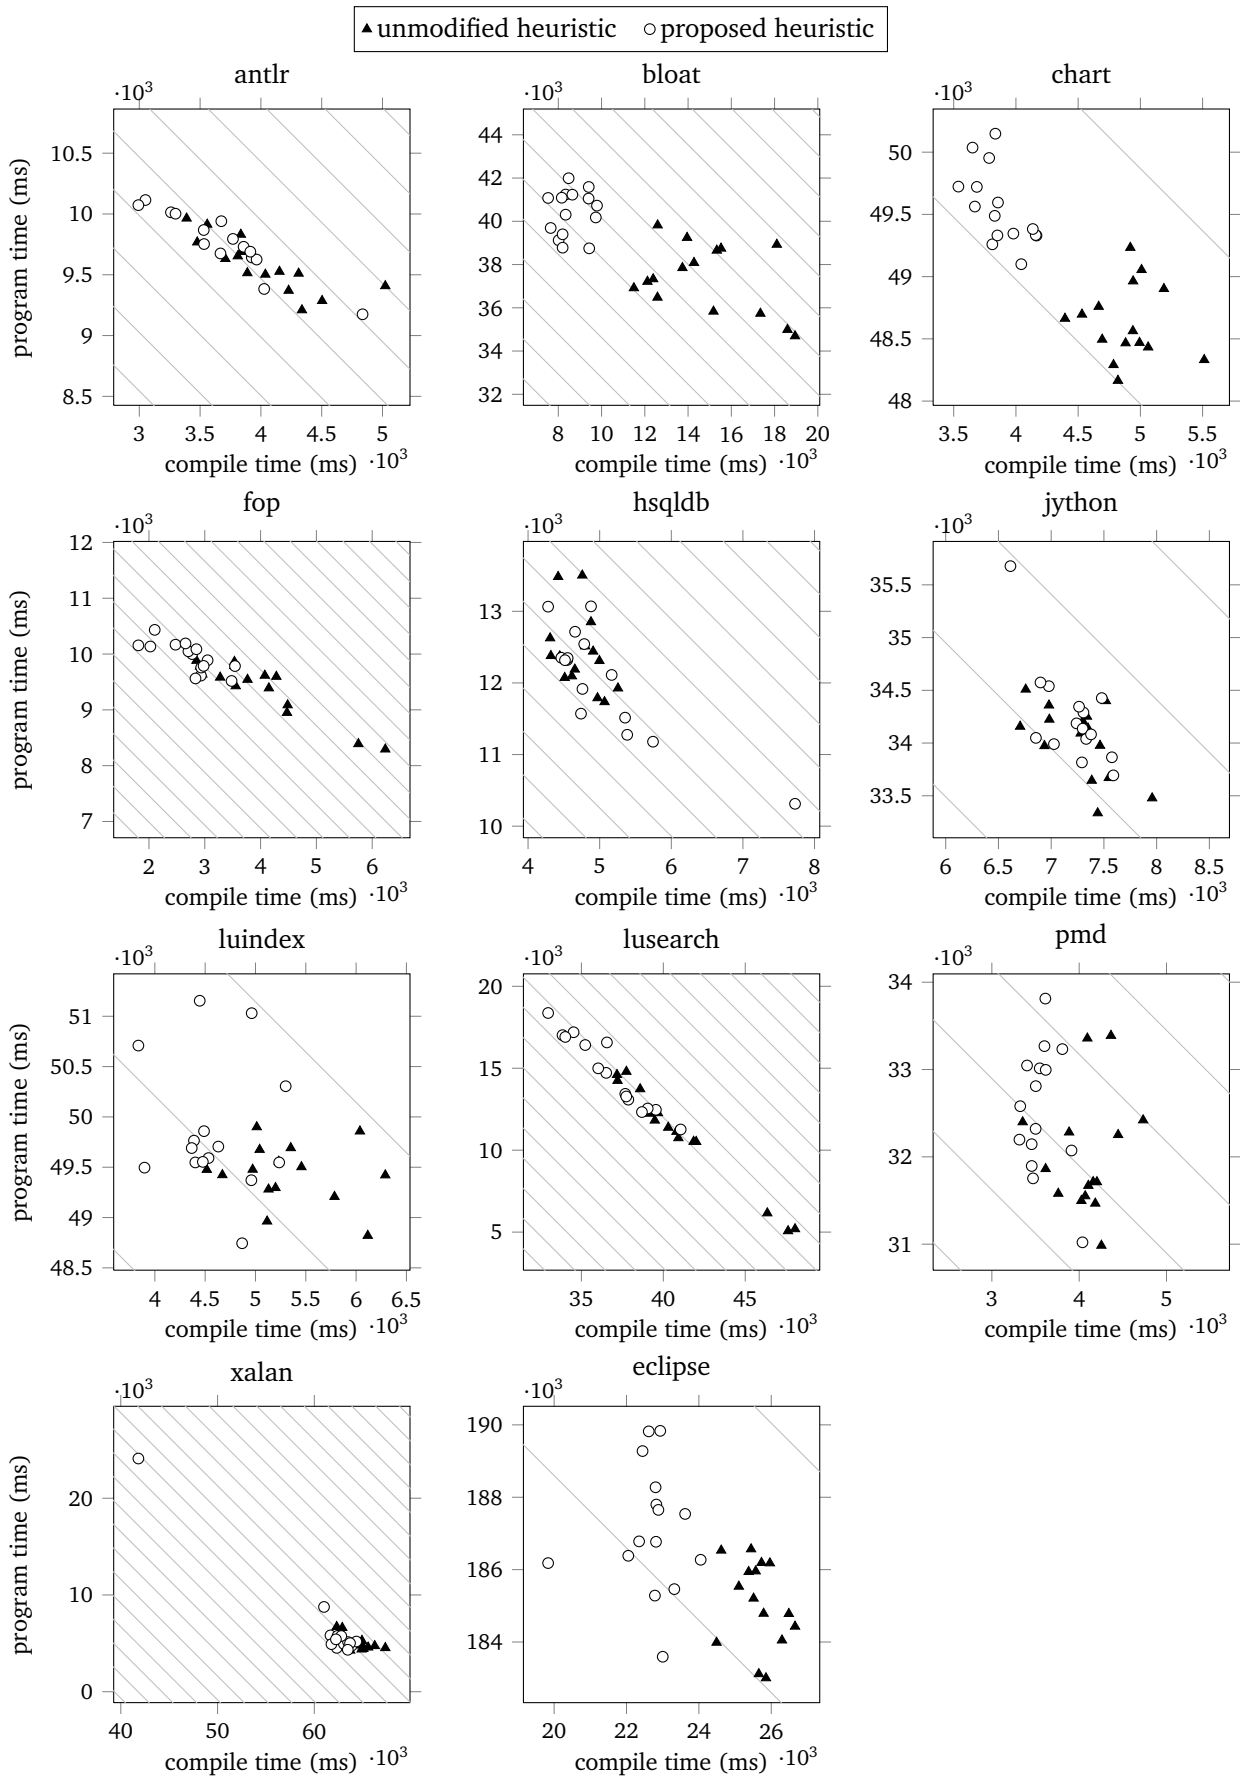 ▲ unmodified heuristic ○ proposed heuristic
antlr bloat chart
·10³ ·10³ ·10³
program time (ms)
10.5
10
9.5
9
8.5
3 3.5 4 4.5 5
compile time (ms) ·10³
44
42
40
38
36
34
32
8 10 12 14 16 18 20
compile time (ms) ·10³
50
49.5
49
48.5
48
3.5 4 4.5 5 5.5
compile time (ms) ·10³
fop hsqldb jython
·10³ ·10³ ·10³
program time (ms)
12
11
10
9
8
7
2 3 4 5 6
compile time (ms) ·10³
13
12
11
10
4 5 6 7 8
compile time (ms) ·10³
35.5
35
34.5
34
33.5
6 6.5 7 7.5 8 8.5
compile time (ms) ·10³
luindex lusearch pmd
·10³ ·10³ ·10³
program time (ms)
51
50.5
50
49.5
49
48.5
4 4.5 5 5.5 6 6.5
compile time (ms) ·10³
20
15
10
5
35 40 45
compile time (ms) ·10³
34
33
32
31
3 4 5
compile time (ms) ·10³
xalan eclipse
·10³ ·10³
program time (ms)
20
10
0
40 50 60
compile time (ms) ·10³
190
188
186
184
20 22 24 26
compile time (ms) ·10³